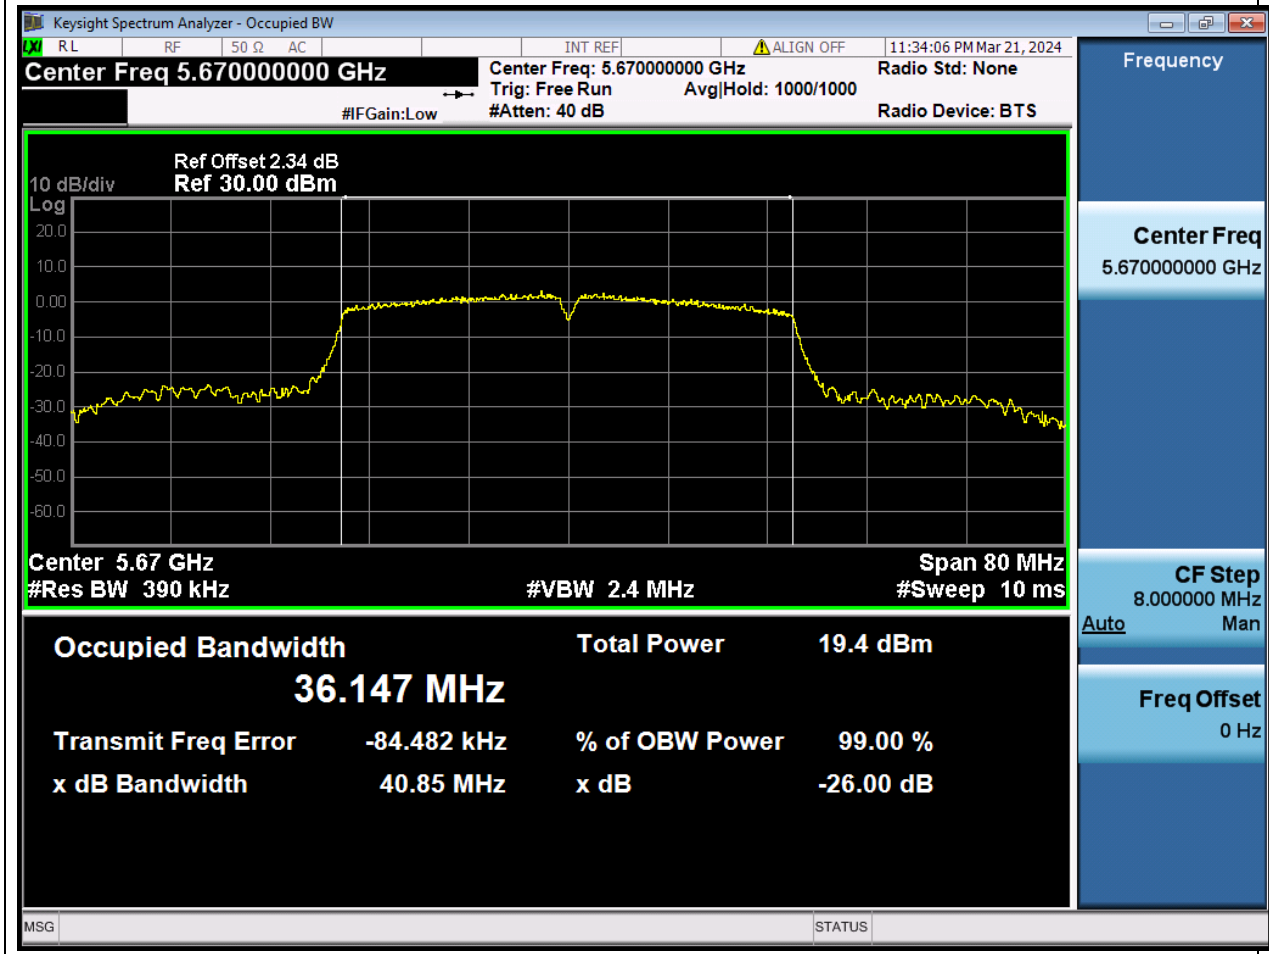 Keysight Spectrum Analyzer - Occupied BW
LXI RL RF 50 Ω AC INT REF ALIGN OFF 11:34:06 PM Mar 21, 2024
Center Freq 5.670000000 GHz
Center Freq: 5.670000000 GHz
Radio Std: None
Trig: Free Run Avg|Hold: 1000/1000
#IFGain:Low
#Atten: 40 dB
Radio Device: BTS
Ref Offset 2.34 dB
10 dB/div Ref 30.00 dBm
Log
20.0
10.0
0.00
-10.0
-20.0
-30.0
-40.0
-50.0
-60.0
Center 5.67 GHz Span 80 MHz
#Res BW 390 kHz #VBW 2.4 MHz #Sweep 10 ms
Occupied Bandwidth Total Power 19.4 dBm
36.147 MHz
Transmit Freq Error -84.482 kHz % of OBW Power 99.00 %
x dB Bandwidth 40.85 MHz x dB -26.00 dB
MSG STATUS
Frequency
Center Freq
5.670000000 GHz
CF Step
8.000000 MHz
Auto Man
Freq Offset
0 Hz